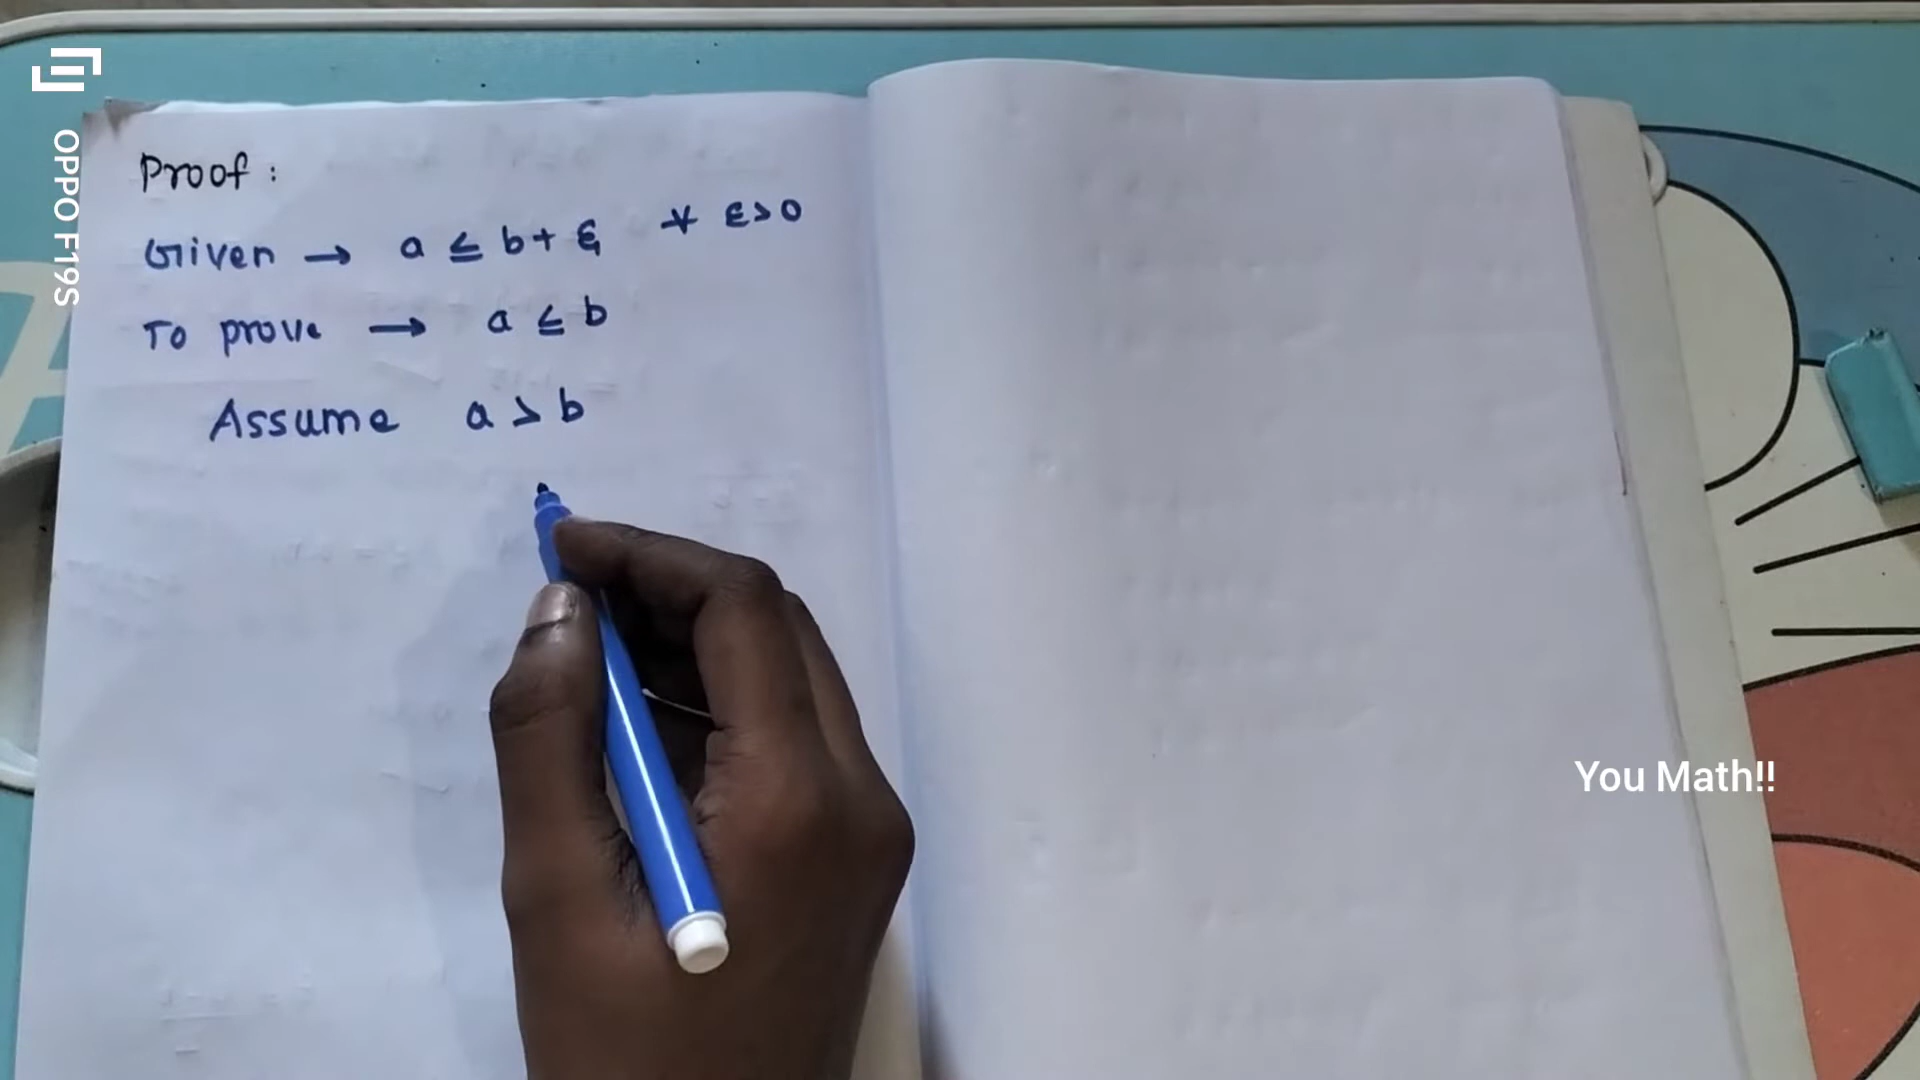 Proof :
Given → a ≤ b + ε ∀ ε > 0
To prove → a ≤ b
Assume a > b
OPPO F19S
You Math!!